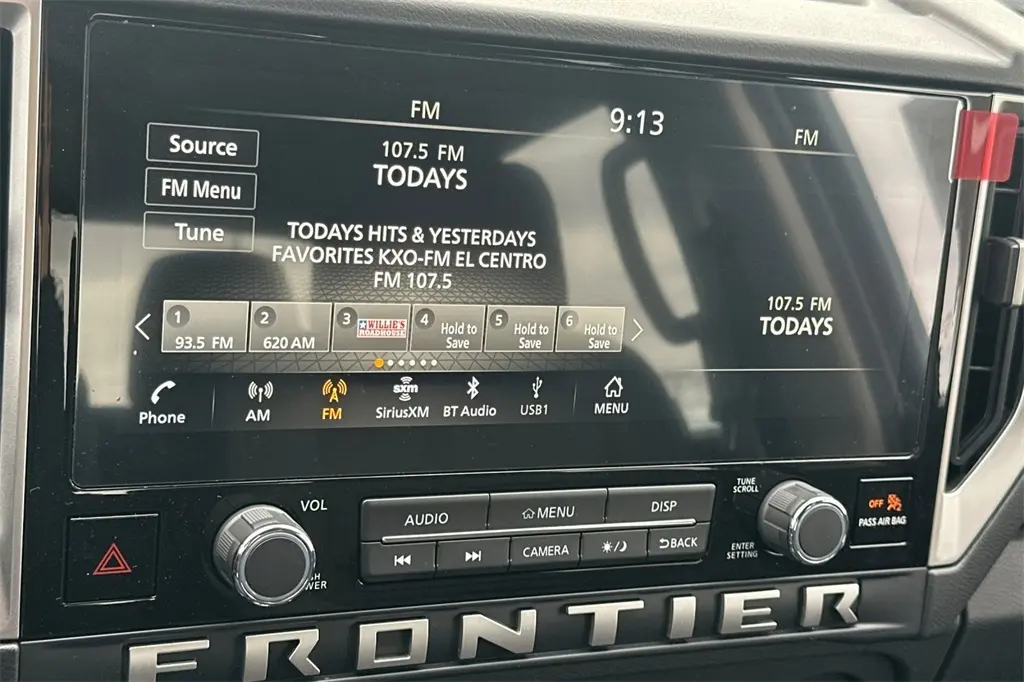 FM
9:13
FM
Source
FM Menu
Tune
107.5 FM
TODAYS
TODAYS HITS & YESTERDAYS
FAVORITES KXO-FM EL CENTRO
FM 107.5
107.5 FM
TODAYS
1
93.5 FM
2
620 AM
3
WILLIE'S
ROADHOUSE
4
Hold to
Save
5
Hold to
Save
6
Hold to
Save
Phone
AM
FM
sxm
SiriusXM
BT Audio
USB1
MENU
VOL
AUDIO
MENU
DISP
CAMERA
BACK
TUNE
SCROLL
ENTER
SETTING
OFF
PASS AIR BAG
FRONTIER